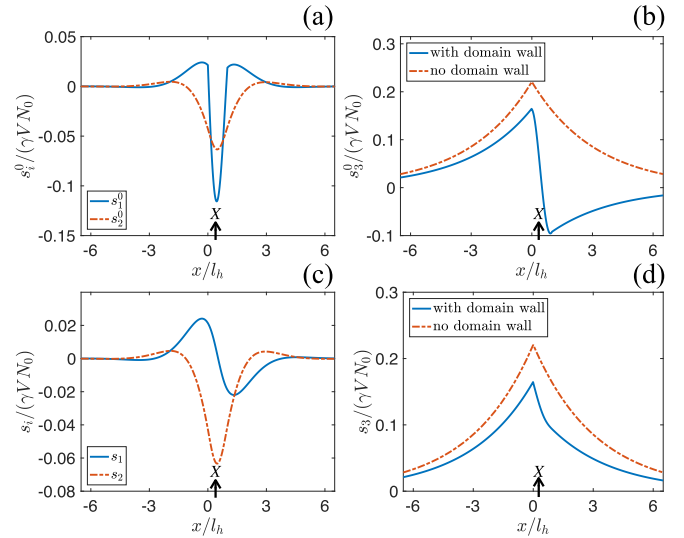 (a)
0.05
0
-0.05
-0.1
-0.15
s_i^0/(γVN_0)
s_1^0
s_2^0
X
-6 -3 0 3 6
x/l_h
(b)
0.3
0.2
0.1
0
-0.1
s_3^0/(γVN_0)
with domain wall
no domain wall
X
-6 -3 0 3 6
x/l_h
(c)
0.02
0
-0.02
-0.04
-0.06
-0.08
s_i/(γVN_0)
s_1
s_2
X
-6 -3 0 3 6
x/l_h
(d)
0.3
0.2
0.1
0
s_3/(γVN_0)
with domain wall
no domain wall
X
-6 -3 0 3 6
x/l_h